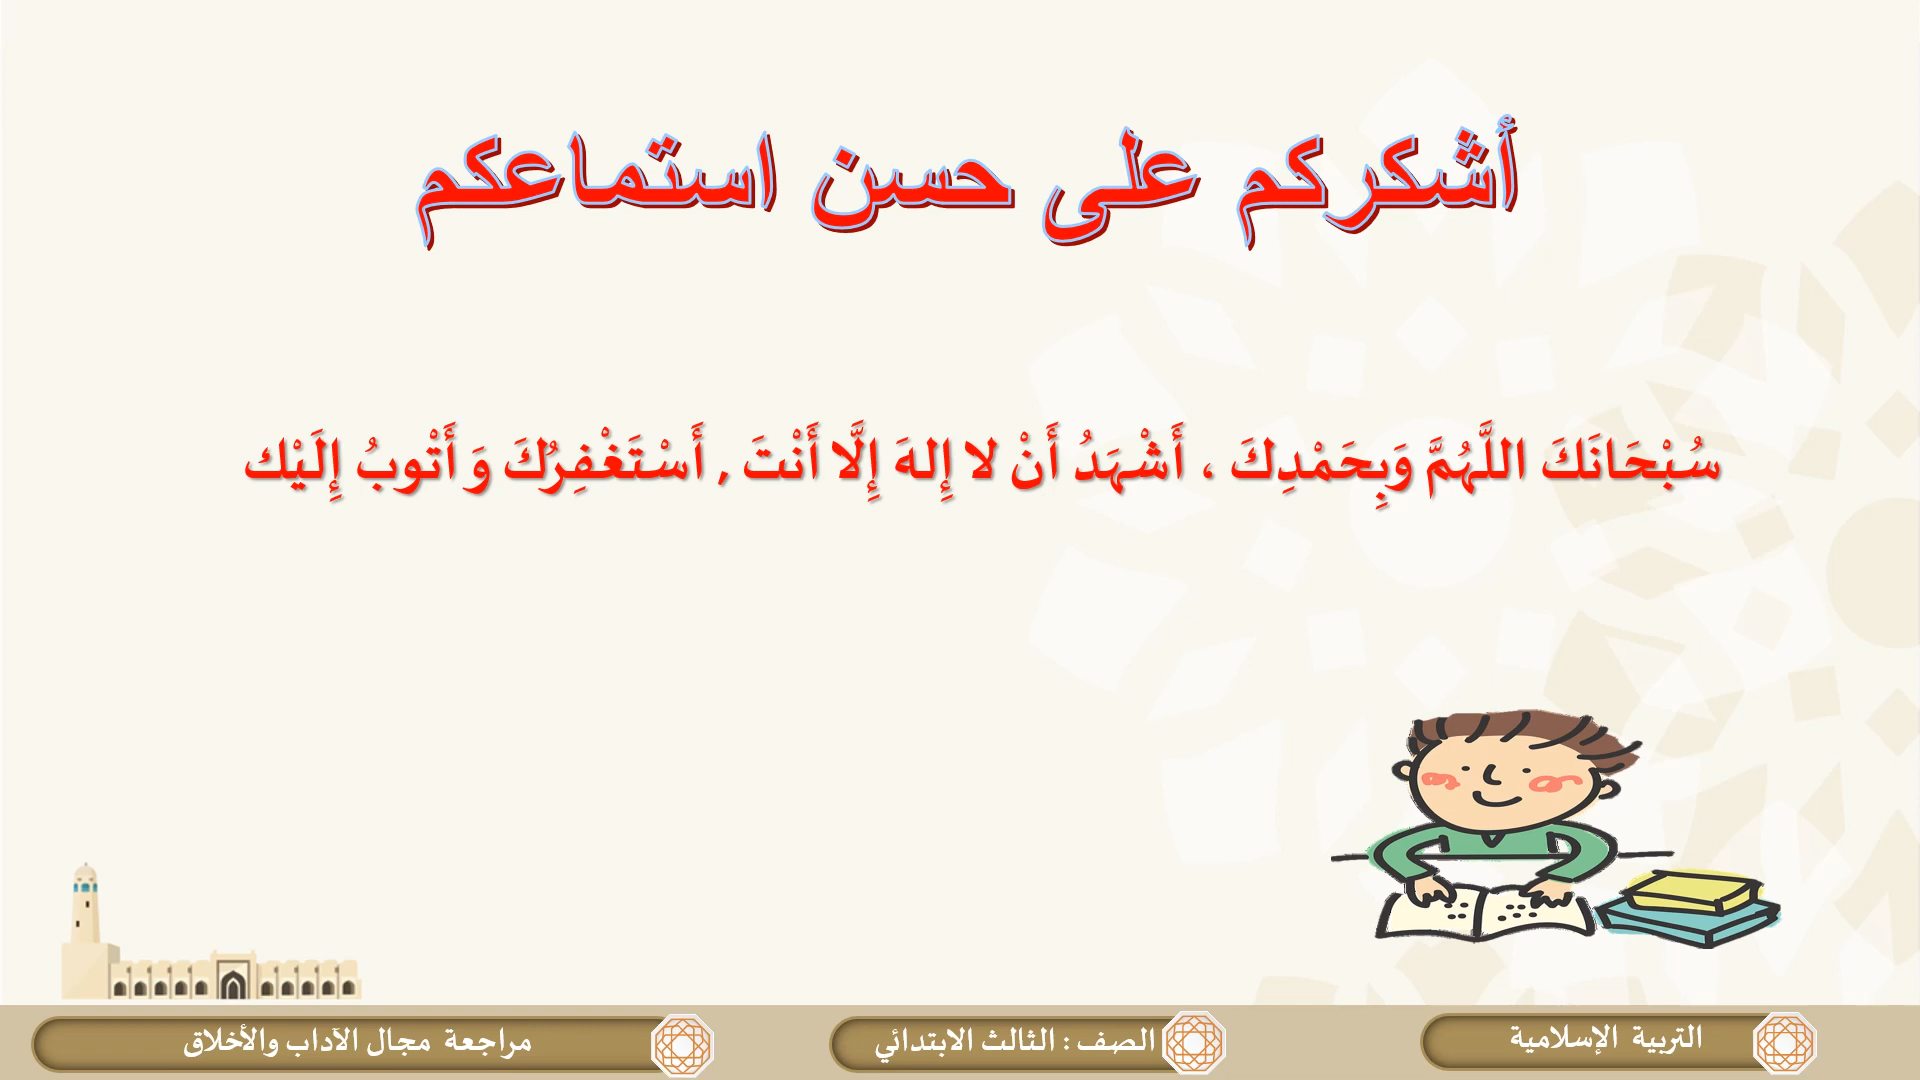 أشكركم على حسن استماعكم
سُبْحَانَكَ اللَّهُمَّ وَبِحَمْدِكَ ، أَشْهَدُ أَنْ لا إِلهَ إِلَّا أَنْتَ , أَسْتَغْفِرُكَ وَ أَتْوبُ إِلَيْك
التربية الإسلامية
الصف : الثالث الابتدائي
مراجعة مجال الآداب والأخلاق